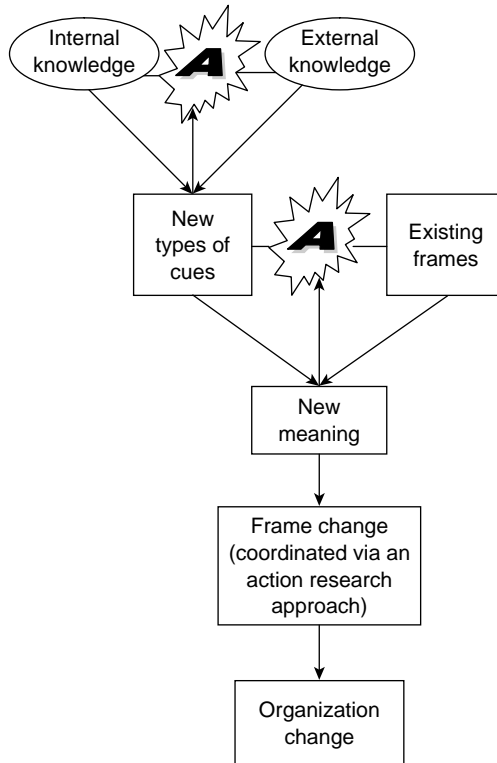 Internal
knowledge
A
External
knowledge
New
types of
cues
A
Existing
frames
New
meaning
Frame change
(coordinated via an
action research
approach)
Organization
change